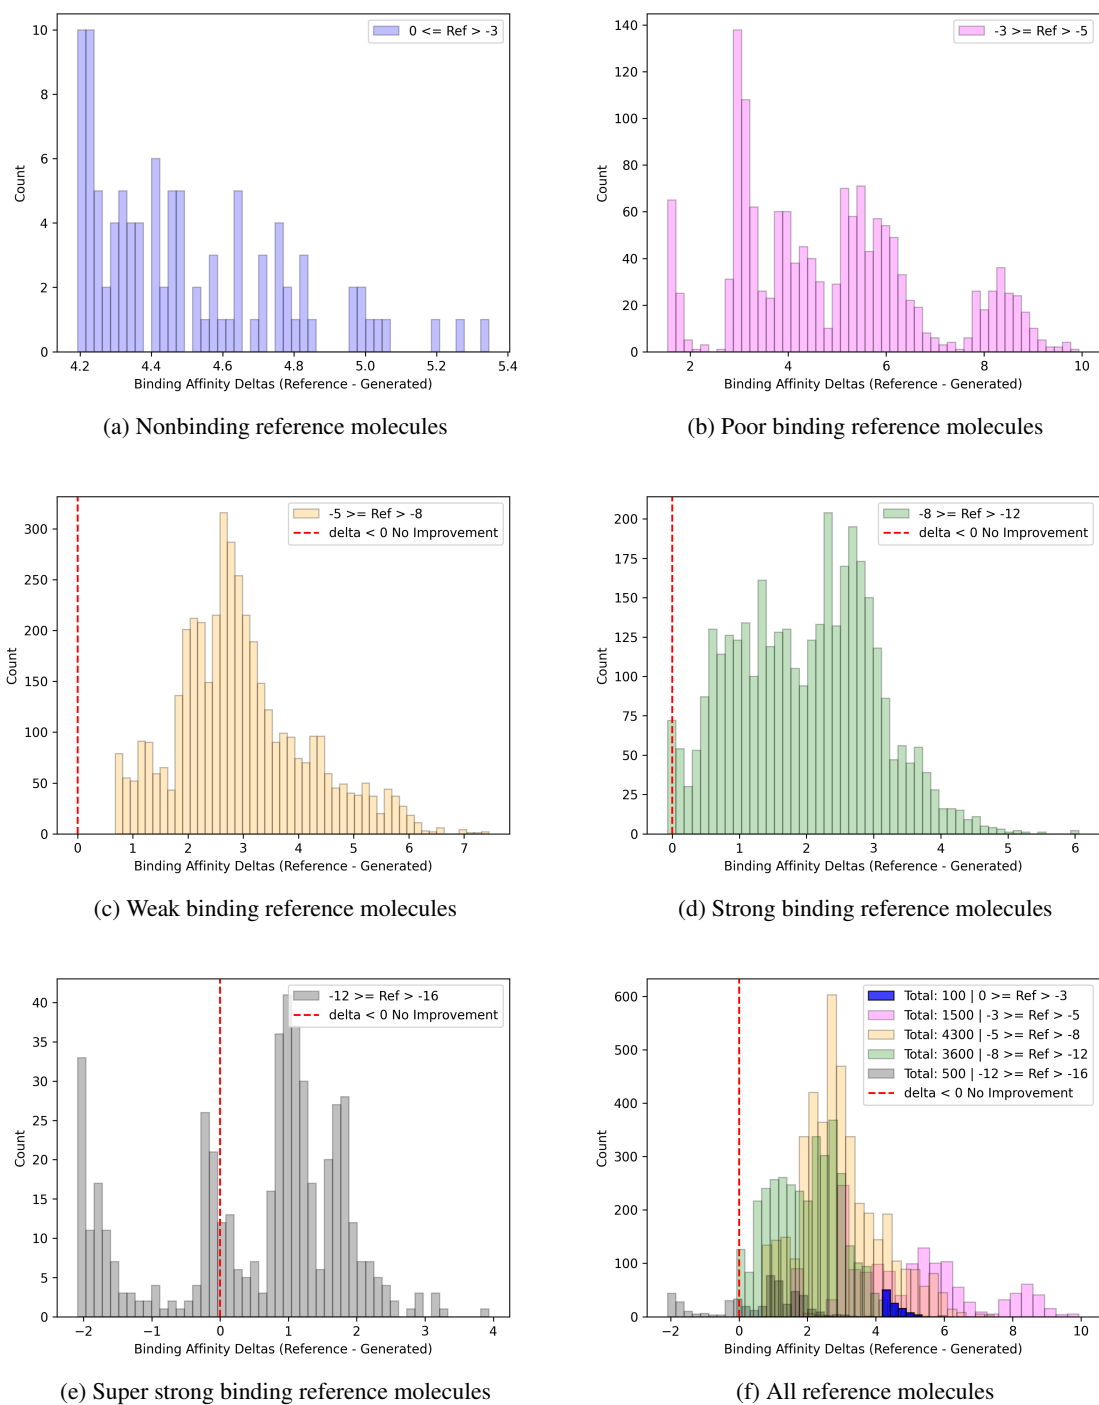 0 <= Ref > -3
10
8
6
4
2
0
Count
4.2 4.4 4.6 4.8 5.0 5.2 5.4
Binding Affinity Deltas (Reference - Generated)
(a) Nonbinding reference molecules
-3 >= Ref > -5
140
120
100
80
60
40
20
0
Count
2 4 6 8 10
Binding Affinity Deltas (Reference - Generated)
(b) Poor binding reference molecules
-5 >= Ref > -8
delta < 0 No Improvement
300
250
200
150
100
50
0
Count
0 1 2 3 4 5 6 7
Binding Affinity Deltas (Reference - Generated)
(c) Weak binding reference molecules
-8 >= Ref > -12
delta < 0 No Improvement
200
175
150
125
100
75
50
25
0
Count
0 1 2 3 4 5 6
Binding Affinity Deltas (Reference - Generated)
(d) Strong binding reference molecules
-12 >= Ref > -16
delta < 0 No Improvement
40
35
30
25
20
15
10
5
0
Count
−2 −1 0 1 2 3 4
Binding Affinity Deltas (Reference - Generated)
(e) Super strong binding reference molecules
Total: 100 | 0 >= Ref > -3
Total: 1500 | -3 >= Ref > -5
Total: 4300 | -5 >= Ref > -8
Total: 3600 | -8 >= Ref > -12
Total: 500 | -12 >= Ref > -16
delta < 0 No Improvement
600
500
400
300
200
100
0
Count
−2 0 2 4 6 8 10
Binding Affinity Deltas (Reference - Generated)
(f) All reference molecules